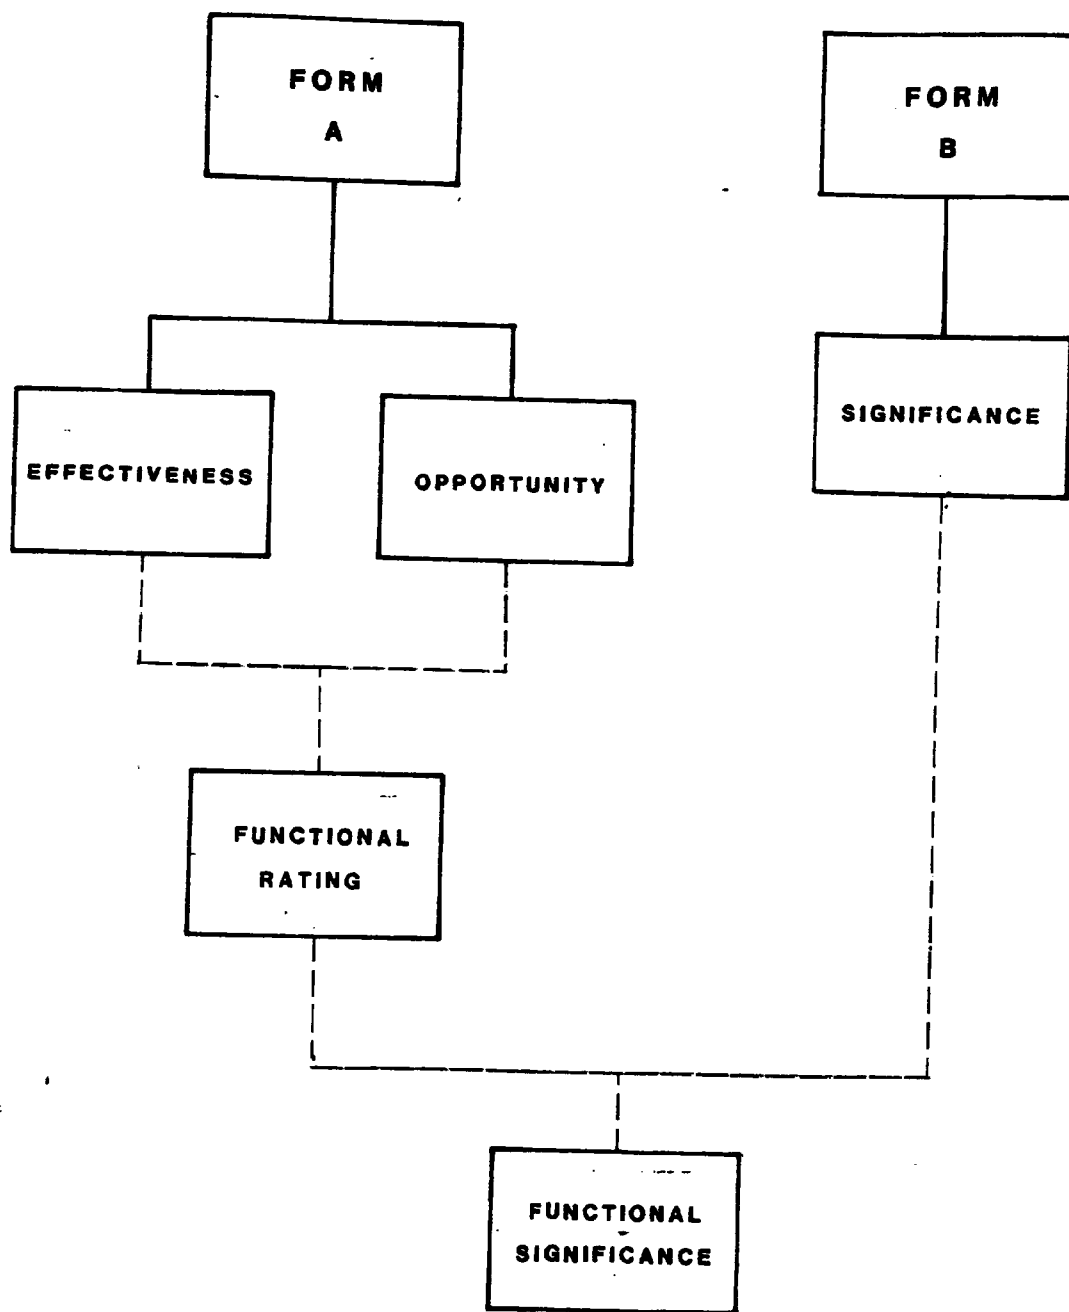 FORM
A
FORM
B
EFFECTIVENESS
OPPORTUNITY
SIGNIFICANCE
FUNCTIONAL
RATING
FUNCTIONAL
SIGNIFICANCE